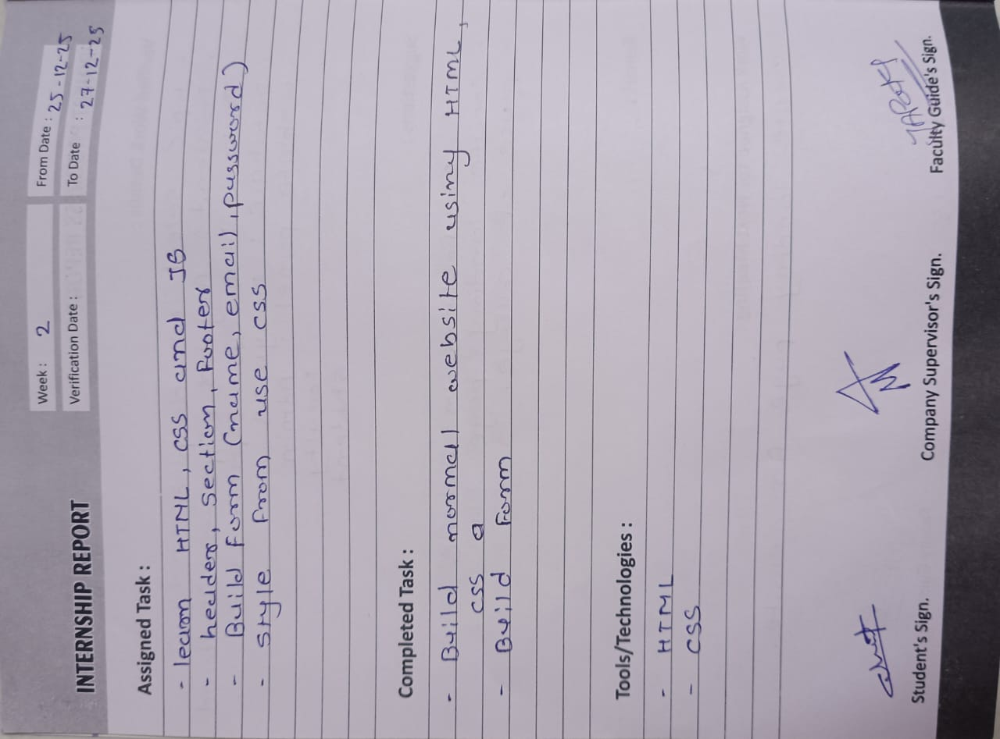 INTERNSHIP REPORT
Week : 2
From Date : 25-12-25
Verification Date :
To Date : 27-12-25
Assigned Task :
- learn HTML, CSS and JS
- header, section, footer
- Build form (name, email, password)
- style from use css
Completed Task :
- Build normal website using HTML,
css
- Build Form
Tools/Technologies :
- HTML
- CSS
Student's Sign.
Company Supervisor's Sign.
Faculty Guide's Sign.